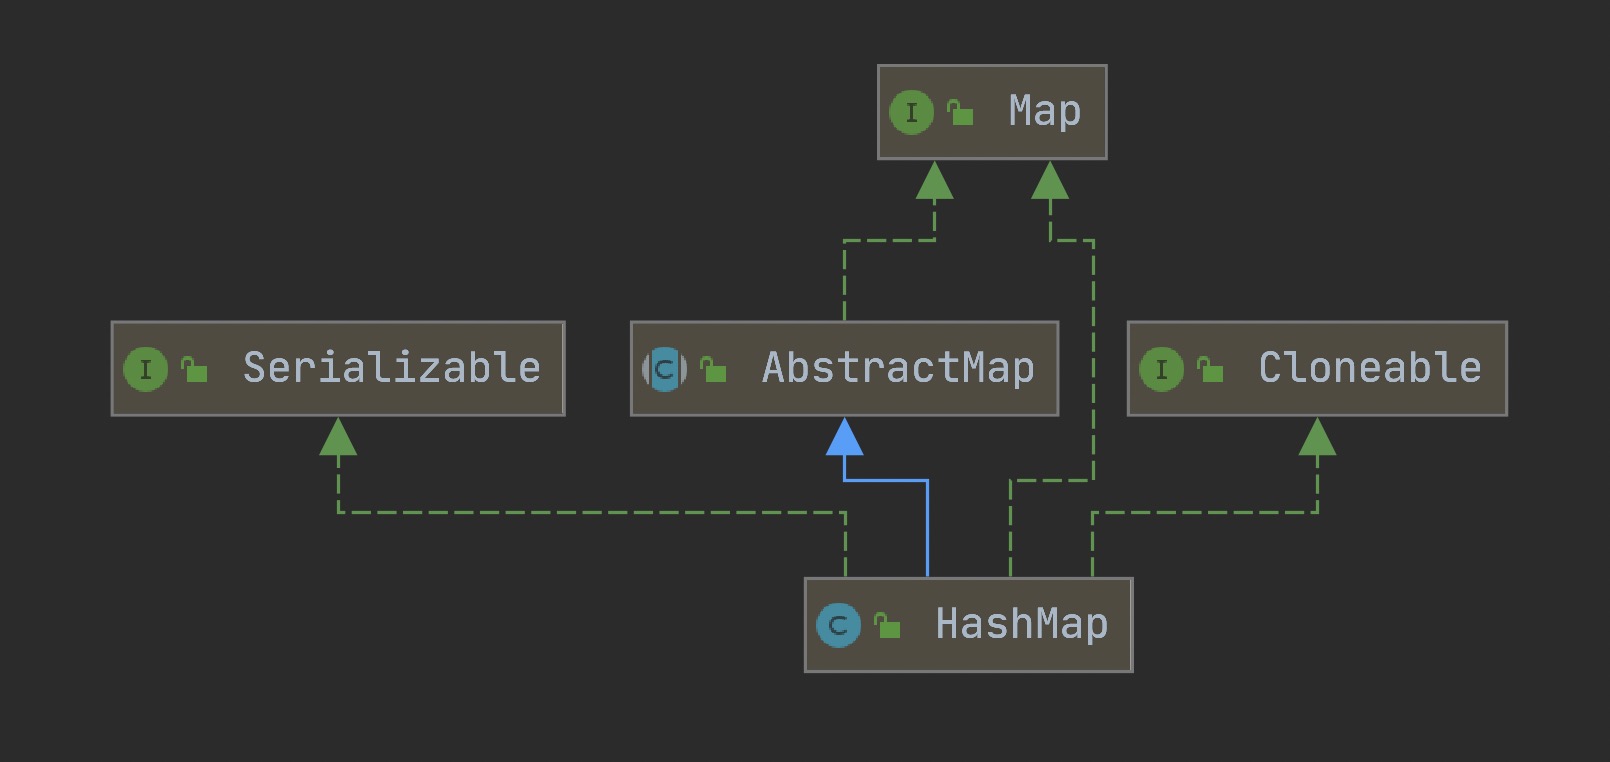 I Map
I Serializable
C AbstractMap
I Cloneable
C HashMap